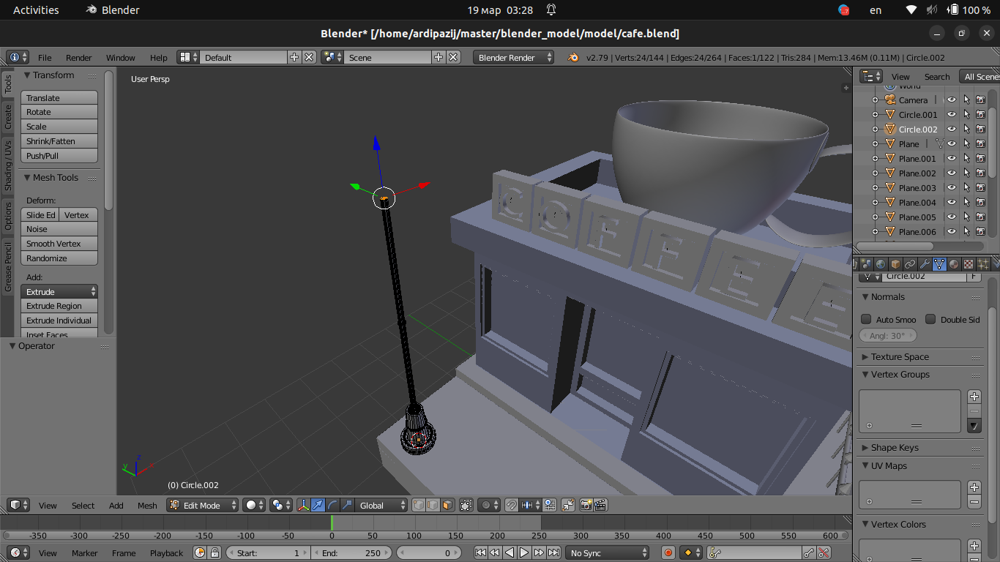 Activities Blender 19 мар 03:28 en 100 %
Blender* [/home/ardipazij/master/blender_model/model/cafe.blend]
File Render Window Help Default Scene Blender Render v2.79 | Verts:24/144 | Edges:24/264 | Faces:1/122 | Tris:284 | Mem:13.46M (0.11M) | Circle.002
Tools
Create
Shading / UVs
Options
Grease Pencil
Transform
Translate
Rotate
Scale
Shrink/Fatten
Push/Pull
Mesh Tools
Deform:
Slide Ed Vertex
Noise
Smooth Vertex
Randomize
Add:
Extrude
Extrude Region
Extrude Individual
Inset Faces
Operator
User Persp
COFFEE
y z
(0) Circle.002
View Search All Scenes
World
Camera
Circle.001
Circle.002
Plane
Plane.001
Plane.002
Plane.003
Plane.004
Plane.005
Plane.006
Circle.002 F
Normals
Auto Smoo Double Sid
Angl: 30°
Texture Space
Vertex Groups
Shape Keys
UV Maps
Vertex Colors
View Select Add Mesh Edit Mode Global
-350 -300 -250 -200 -150 -100 -50 0 50 100 150 200 250 300 350 400 450 500 550 600
View Marker Frame Playback Start: 1 End: 250 0 No Sync